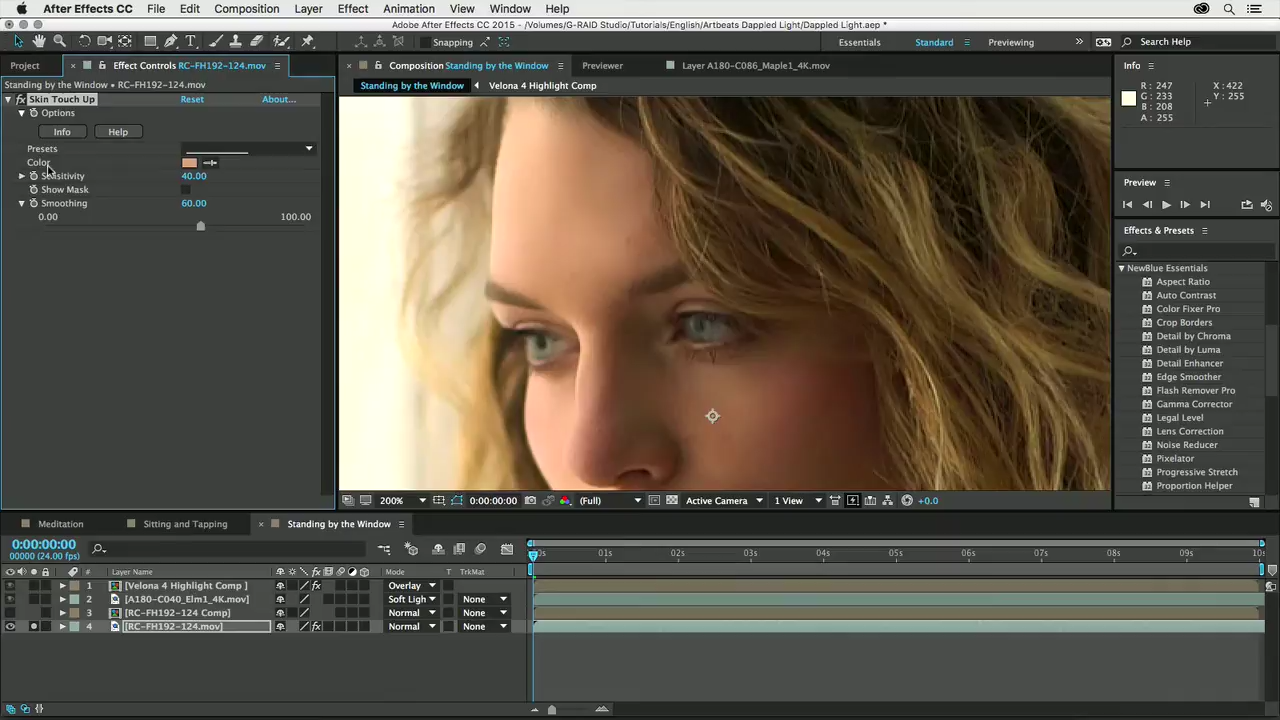 After Effects CC File Edit Composition Layer Effect Animation View Window Help
Adobe After Effects CC 2015 - /Volumes/G-RAID Studio/Tutorials/English/Artbeats Dappled Light/Dappled Light.aep *
Snapping Essentials Standard Previewing Search Help
Project Effect Controls RC-FH192-124.mov
Standing by the Window • RC-FH192-124.mov
fx Skin Touch Up Reset About...
Options
Info Help
Presets
Color
Sensitivity 40.00
Show Mask
Smoothing 60.00
0.00 100.00
Composition Standing by the Window Previewer Layer A180-C086_Maple1_4K.mov
Standing by the Window Velona 4 Highlight Comp
200% 0:00:00:00 (Full) Active Camera 1 View +0.0
Info
R : 247
G : 233
B : 208
A : 255
X : 422
Y : 255
Preview
Effects & Presets
NewBlue Essentials
Aspect Ratio
Auto Contrast
Color Fixer Pro
Crop Borders
Detail by Chroma
Detail by Luma
Detail Enhancer
Edge Smoother
Flash Remover Pro
Gamma Corrector
Legal Level
Lens Correction
Noise Reducer
Pixelator
Progressive Stretch
Proportion Helper
Meditation Sitting and Tapping Standing by the Window
0:00:00:00
00000 (24.00 fps)
0s 01s 02s 03s 04s 05s 06s 07s 08s 09s 10s
# Layer Name fx Mode T TrkMat
1 [Velona 4 Highlight Comp ] fx Overlay
2 [A180-C040_Elm1_4K.mov] Soft Ligh None
3 [RC-FH192-124 Comp] Normal None
4 [RC-FH192-124.mov] fx Normal None